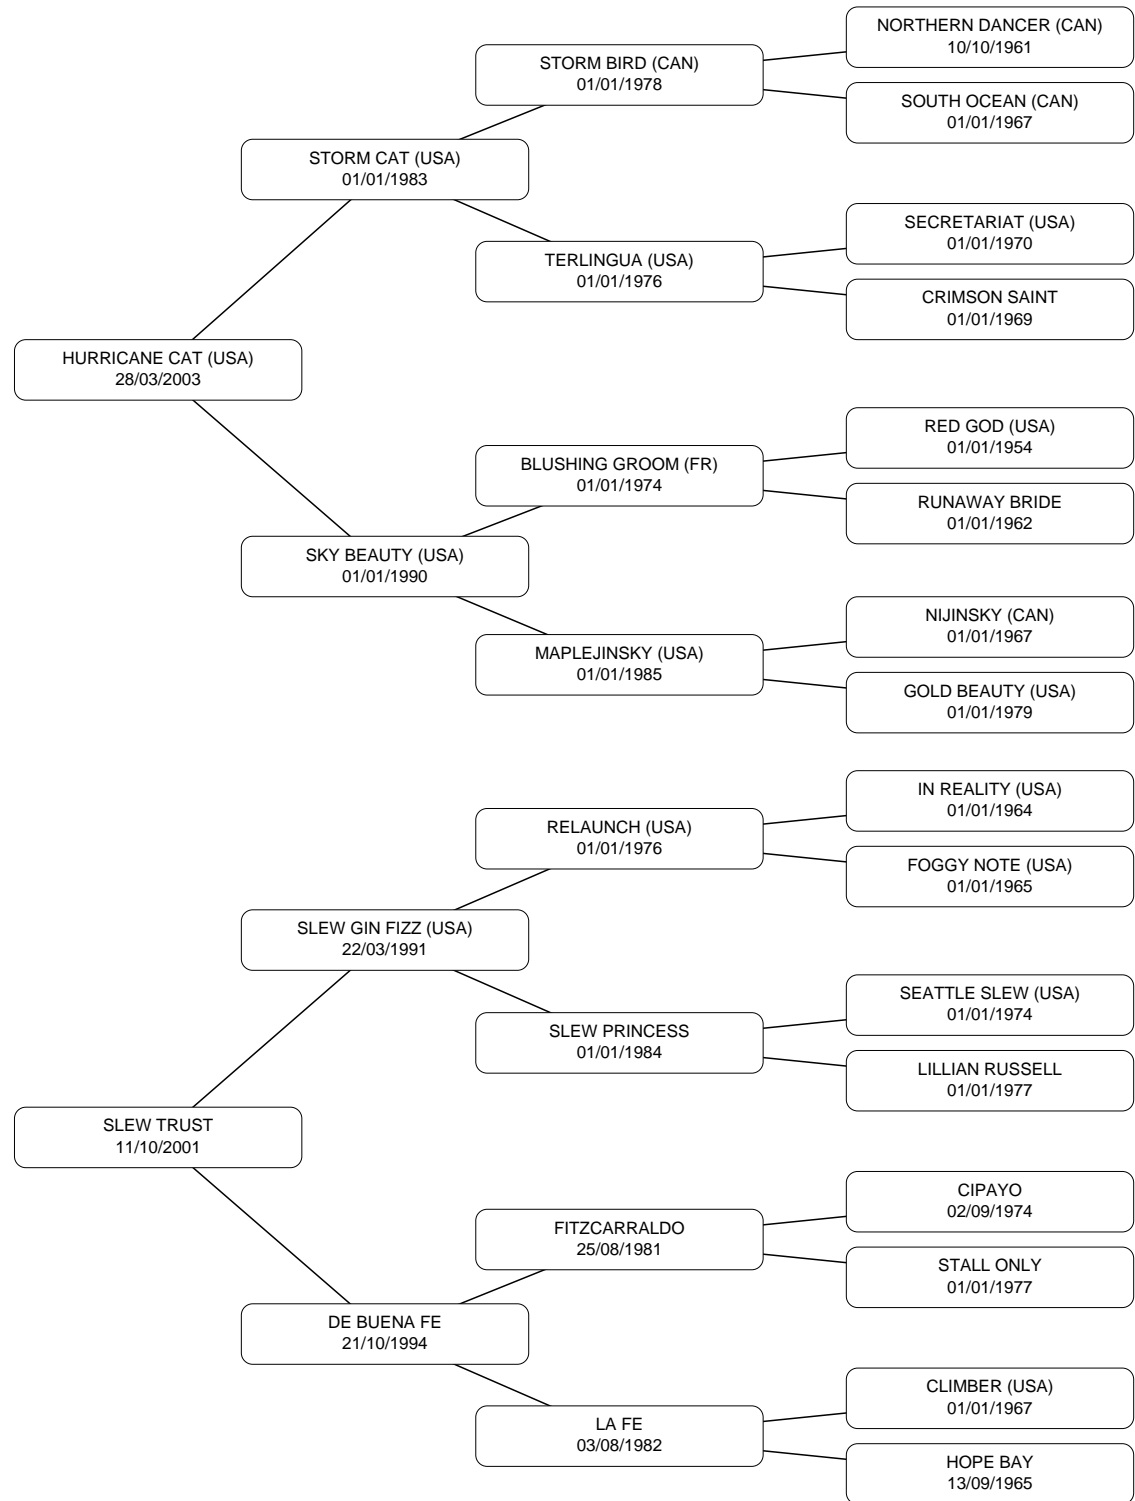 NORTHERN DANCER (CAN)
10/10/1961
STORM BIRD (CAN)
01/01/1978
SOUTH OCEAN (CAN)
01/01/1967
STORM CAT (USA)
01/01/1983
SECRETARIAT (USA)
01/01/1970
TERLINGUA (USA)
01/01/1976
CRIMSON SAINT
01/01/1969
HURRICANE CAT (USA)
28/03/2003
RED GOD (USA)
01/01/1954
BLUSHING GROOM (FR)
01/01/1974
RUNAWAY BRIDE
01/01/1962
SKY BEAUTY (USA)
01/01/1990
NIJINSKY (CAN)
01/01/1967
MAPLEJINSKY (USA)
01/01/1985
GOLD BEAUTY (USA)
01/01/1979
IN REALITY (USA)
01/01/1964
RELAUNCH (USA)
01/01/1976
FOGGY NOTE (USA)
01/01/1965
SLEW GIN FIZZ (USA)
22/03/1991
SEATTLE SLEW (USA)
01/01/1974
SLEW PRINCESS
01/01/1984
LILLIAN RUSSELL
01/01/1977
SLEW TRUST
11/10/2001
CIPAYO
02/09/1974
FITZCARRALDO
25/08/1981
STALL ONLY
01/01/1977
DE BUENA FE
21/10/1994
CLIMBER (USA)
01/01/1967
LA FE
03/08/1982
HOPE BAY
13/09/1965